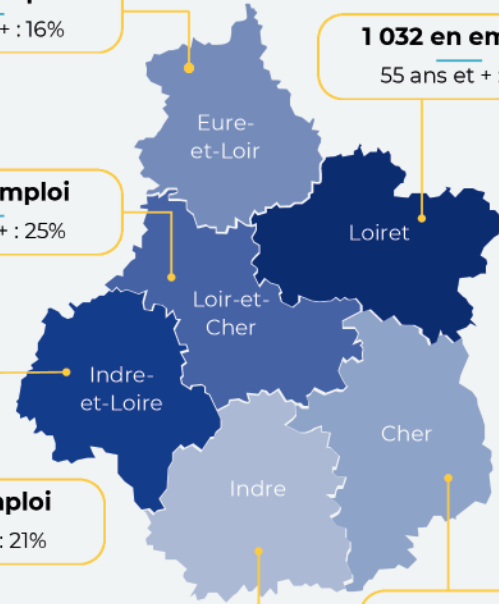 + : 16%
1 032 en em
55 ans et + :
Eure-
et-Loir
Loiret
mploi
+ : 25%
Loir-et-
Cher
Indre-
et-Loire
Cher
Indre
ploi
: 21%